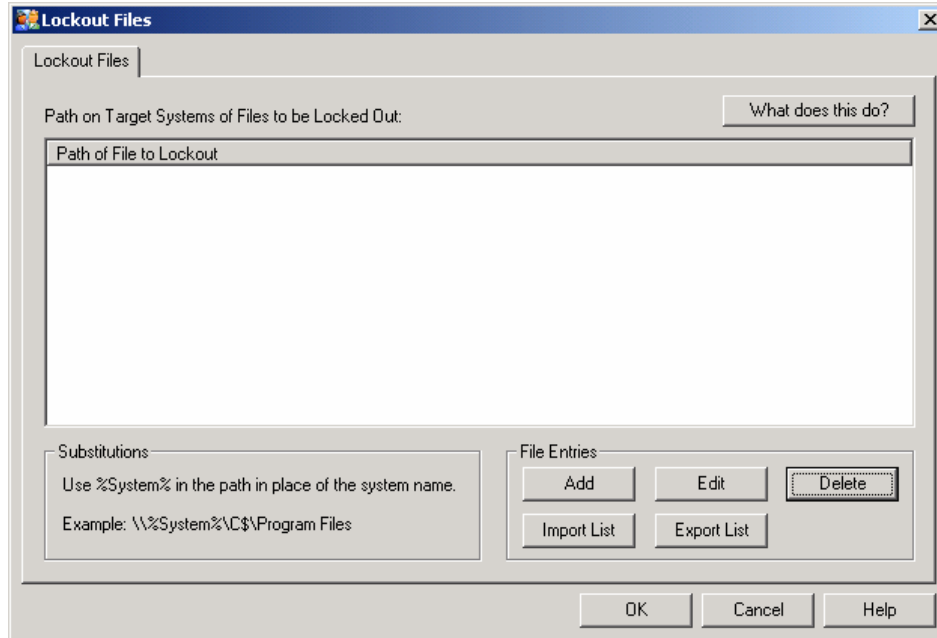 Lockout Files
Lockout Files
Path on Target Systems of Files to be Locked Out:
What does this do?
Path of File to Lockout
Substitutions
Use %System% in the path in place of the system name.
Example: \\%System%\C$\Program Files
File Entries
Add
Edit
Delete
Import List
Export List
OK
Cancel
Help